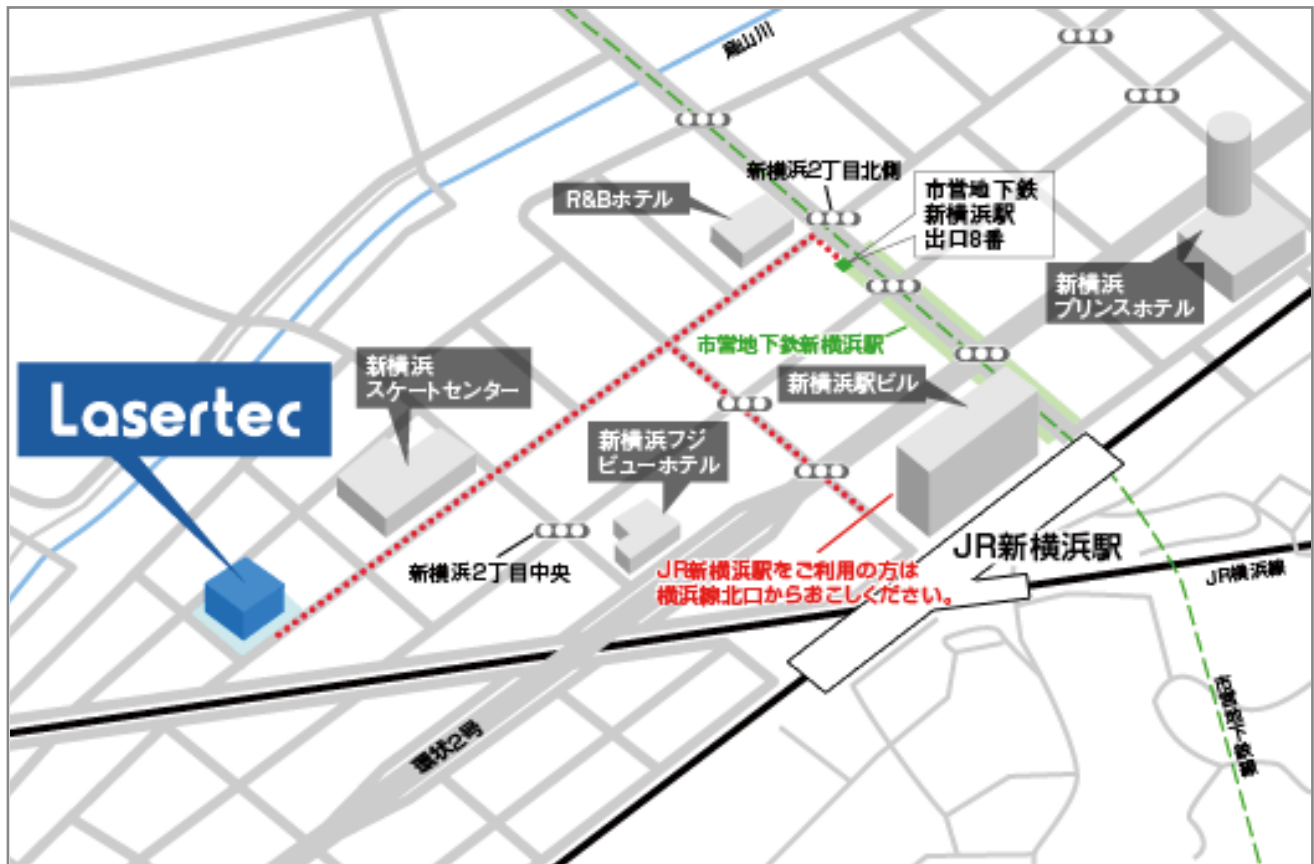 鳥山川
新横浜2丁目北側
市営地下鉄
新横浜駅
出口8番
R&Bホテル
新横浜
プリンスホテル
市営地下鉄新横浜駅
新横浜
スケートセンター
新横浜駅ビル
Lasertec
新横浜フジ
ビューホテル
新横浜2丁目中央
JR新横浜駅
JR新横浜駅をご利用の方は
横浜線北口からおこしください。
JR横浜線
市営地下鉄線
環状2号